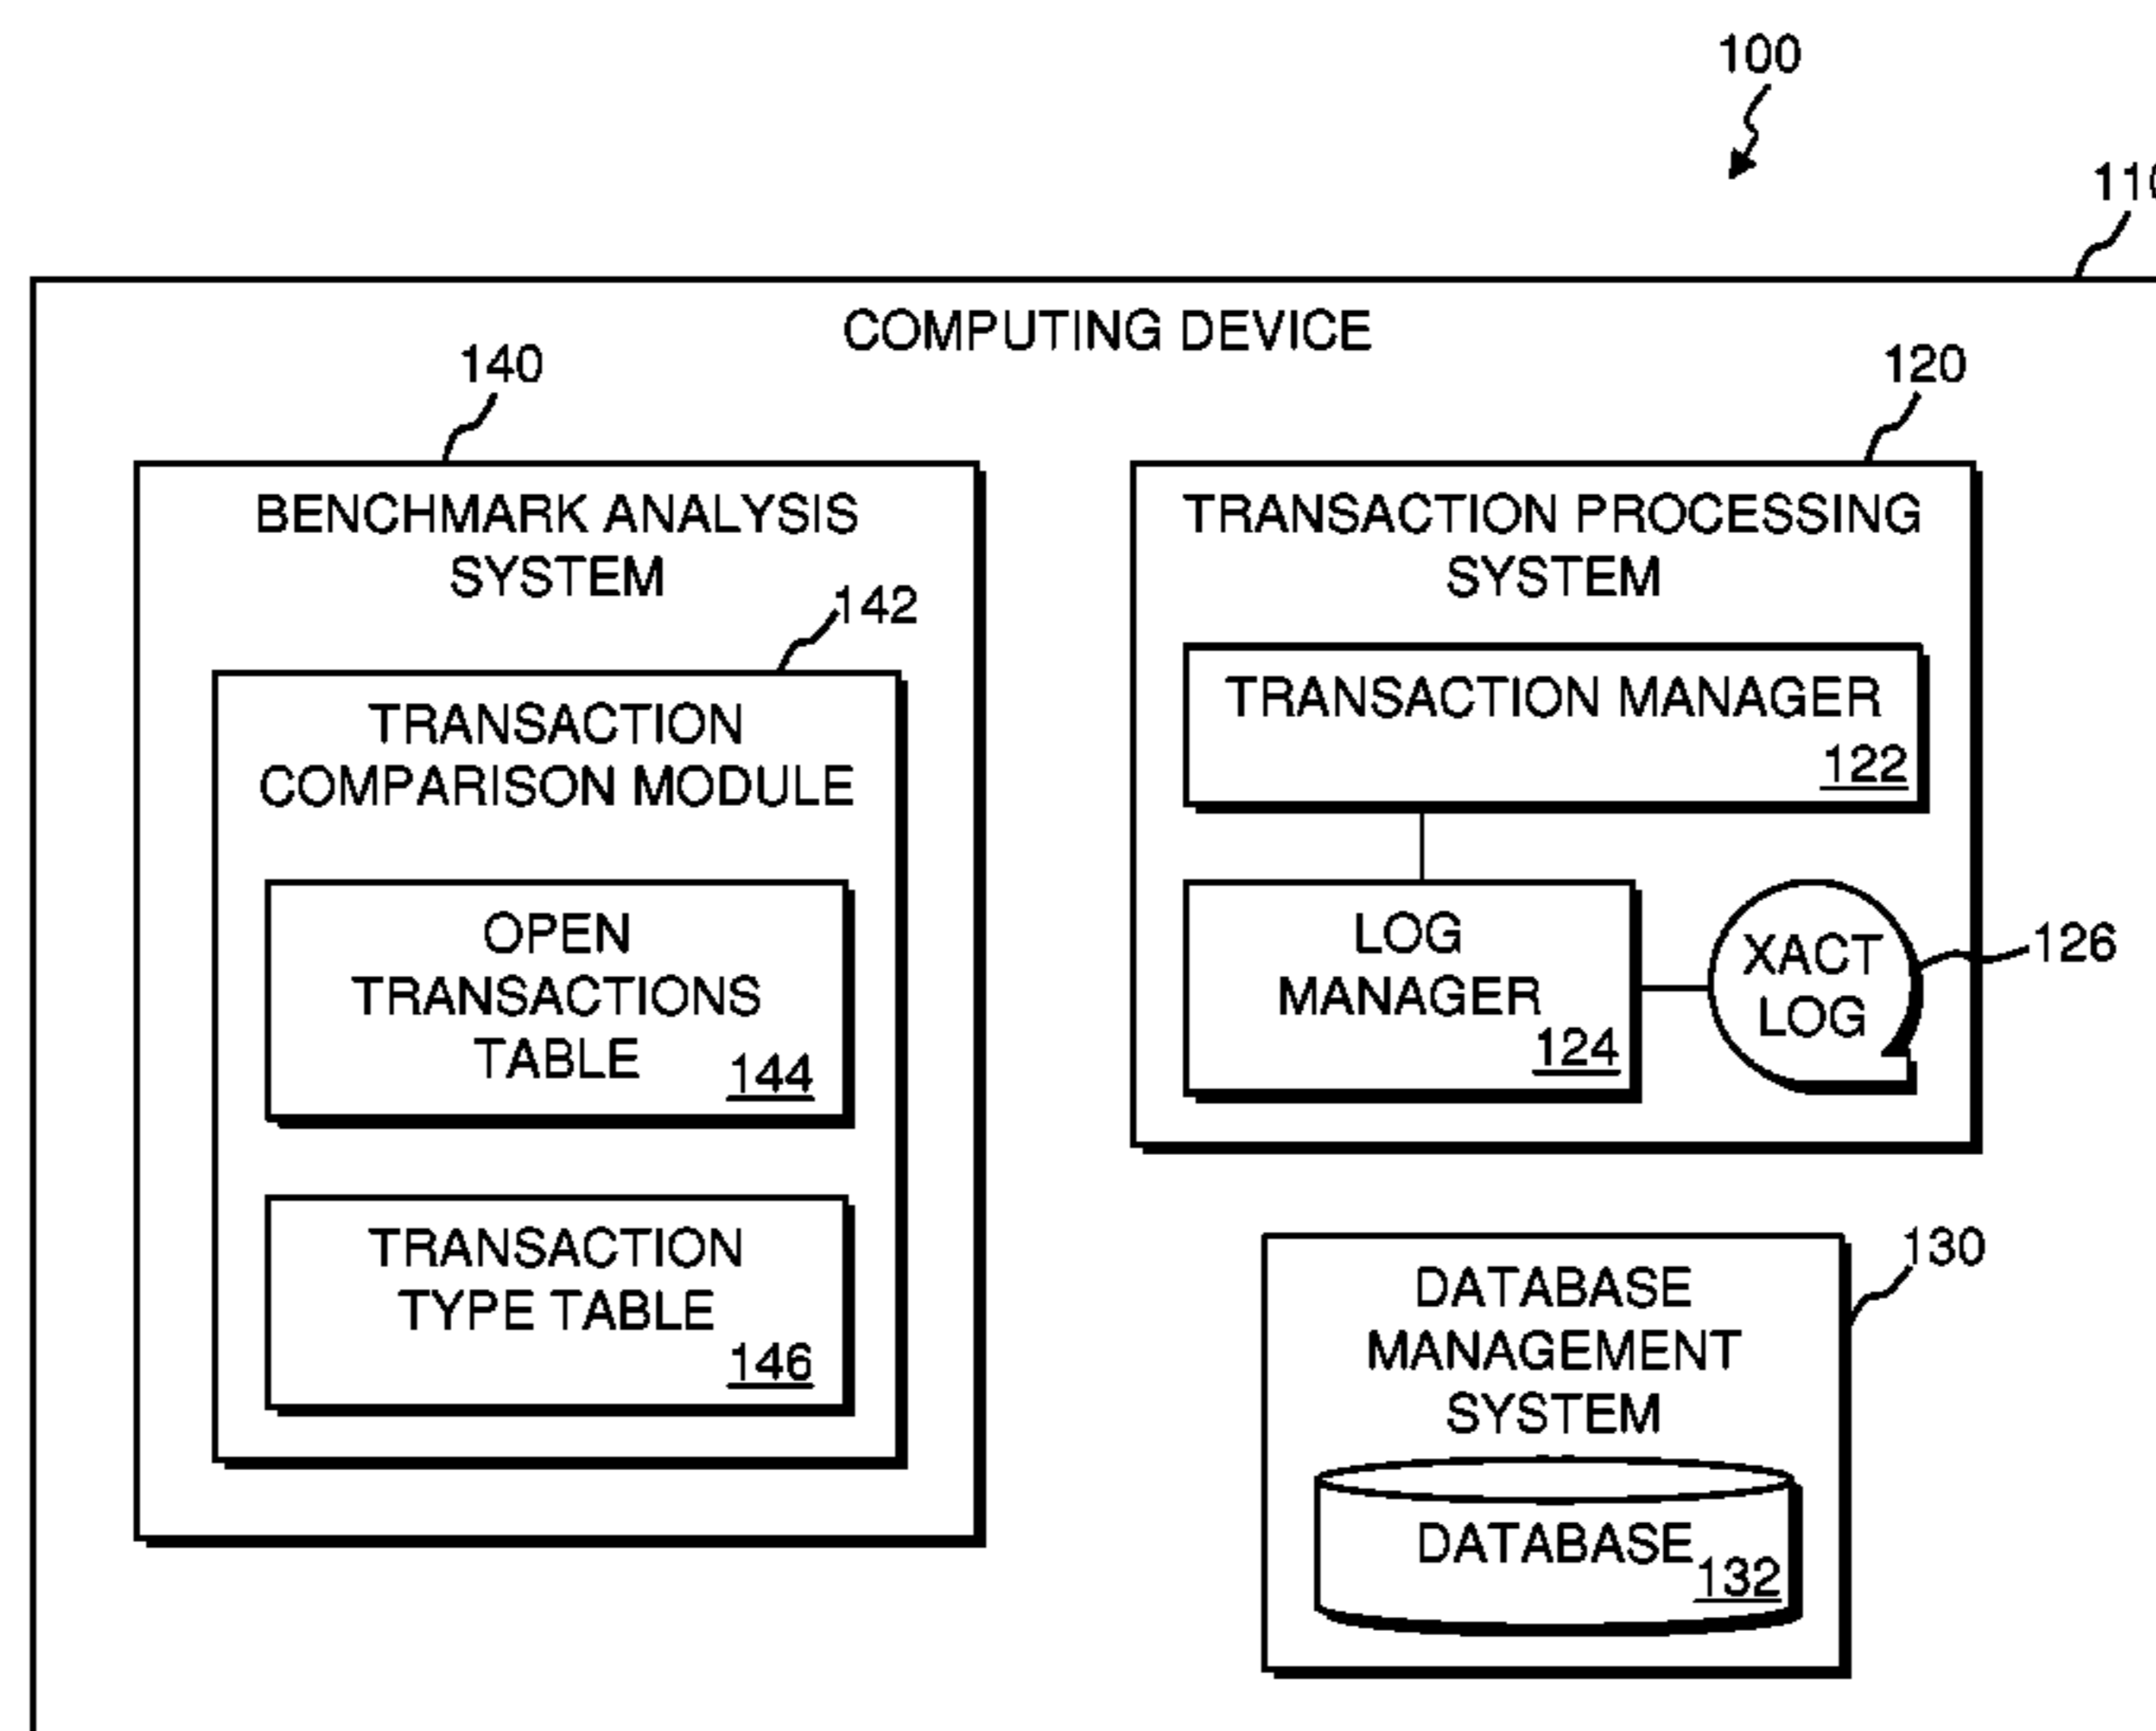 100
110
COMPUTING DEVICE
140
BENCHMARK ANALYSIS
SYSTEM
142
TRANSACTION
COMPARISON MODULE
OPEN
TRANSACTIONS
TABLE
144
TRANSACTION
TYPE TABLE
146
120
TRANSACTION PROCESSING
SYSTEM
TRANSACTION MANAGER
122
LOG
MANAGER
124
XACT
LOG
126
130
DATABASE
MANAGEMENT
SYSTEM
DATABASE
132